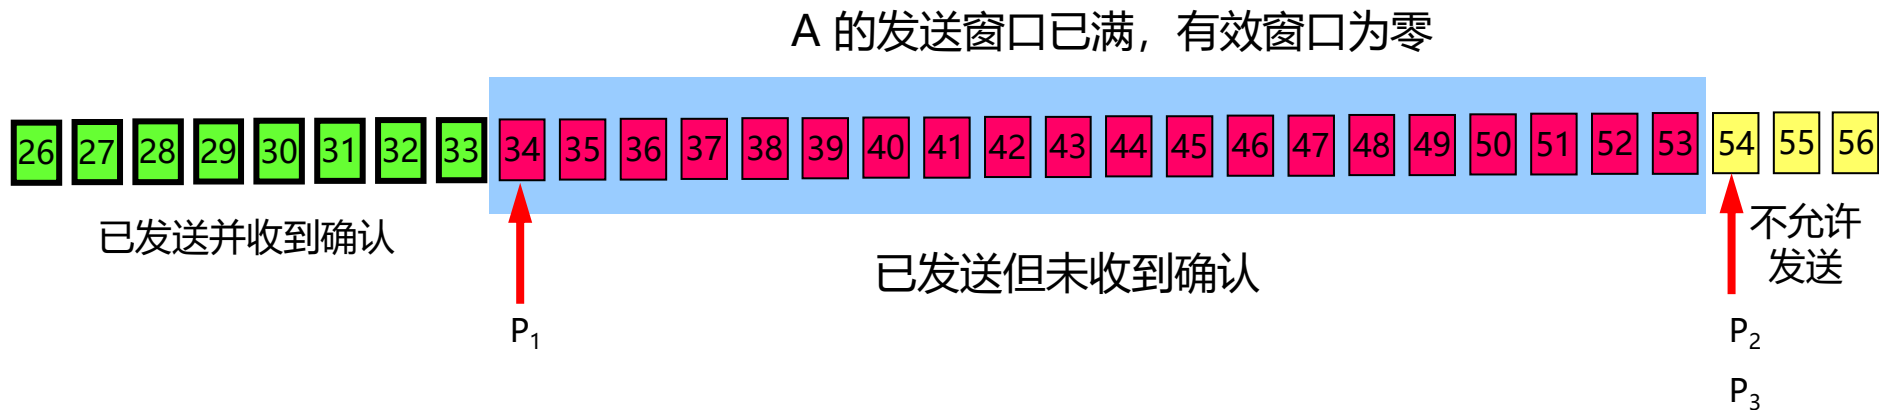 A 的发送窗口已满，有效窗口为零
26 27 28 29 30 31 32 33 34 35 36 37 38 39 40 41 42 43 44 45 46 47 48 49 50 51 52 53 54 55 56
已发送并收到确认
已发送但未收到确认
不允许
发送
P₁
P₂
P₃